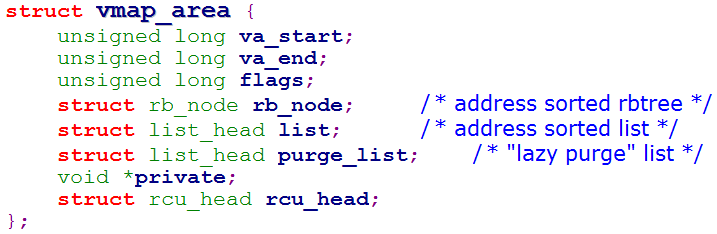 struct vmap_area {
unsigned long va_start;
unsigned long va_end;
unsigned long flags;
struct rb_node rb_node; /* address sorted rbtree */
struct list_head list; /* address sorted list */
struct list_head purge_list; /* "lazy purge" list */
void *private;
struct rcu_head rcu_head;
};